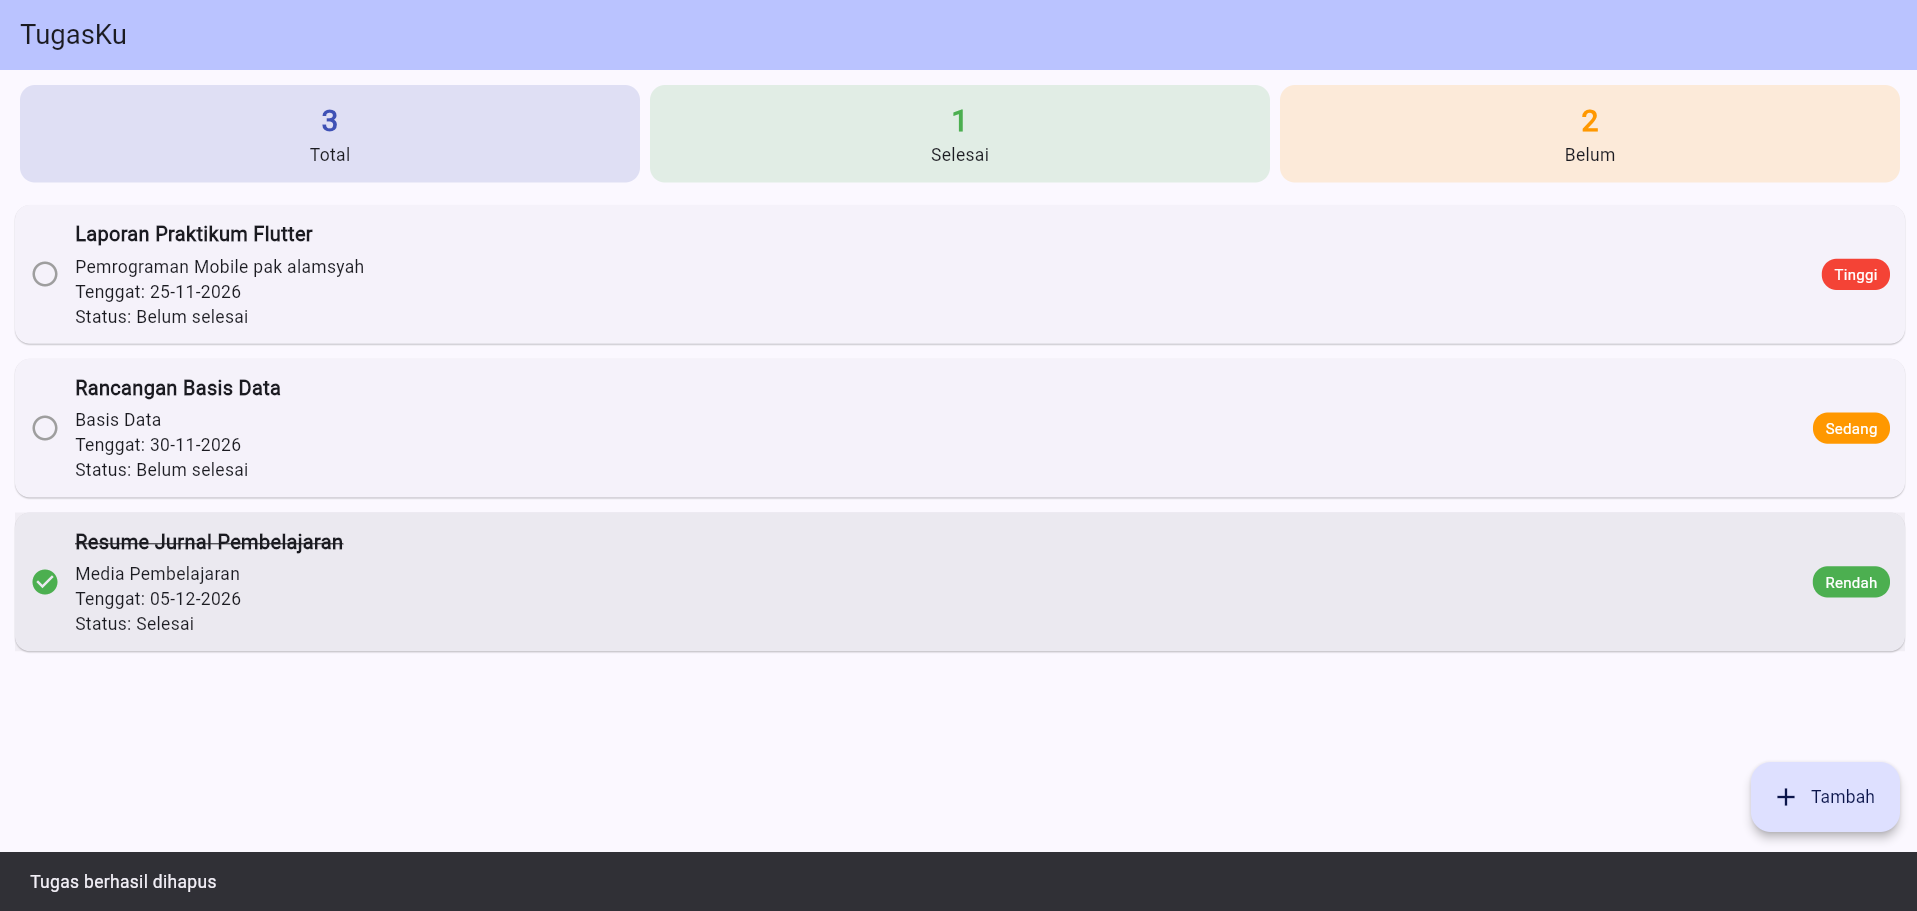 TugasKu
3
Total
1
Selesai
2
Belum
Laporan Praktikum Flutter
Pemrograman Mobile pak alamsyah
Tenggat: 25-11-2026
Status: Belum selesai
Tinggi
Rancangan Basis Data
Basis Data
Tenggat: 30-11-2026
Status: Belum selesai
Sedang
Resume Jurnal Pembelajaran
Media Pembelajaran
Tenggat: 05-12-2026
Status: Selesai
Rendah
Tambah
Tugas berhasil dihapus